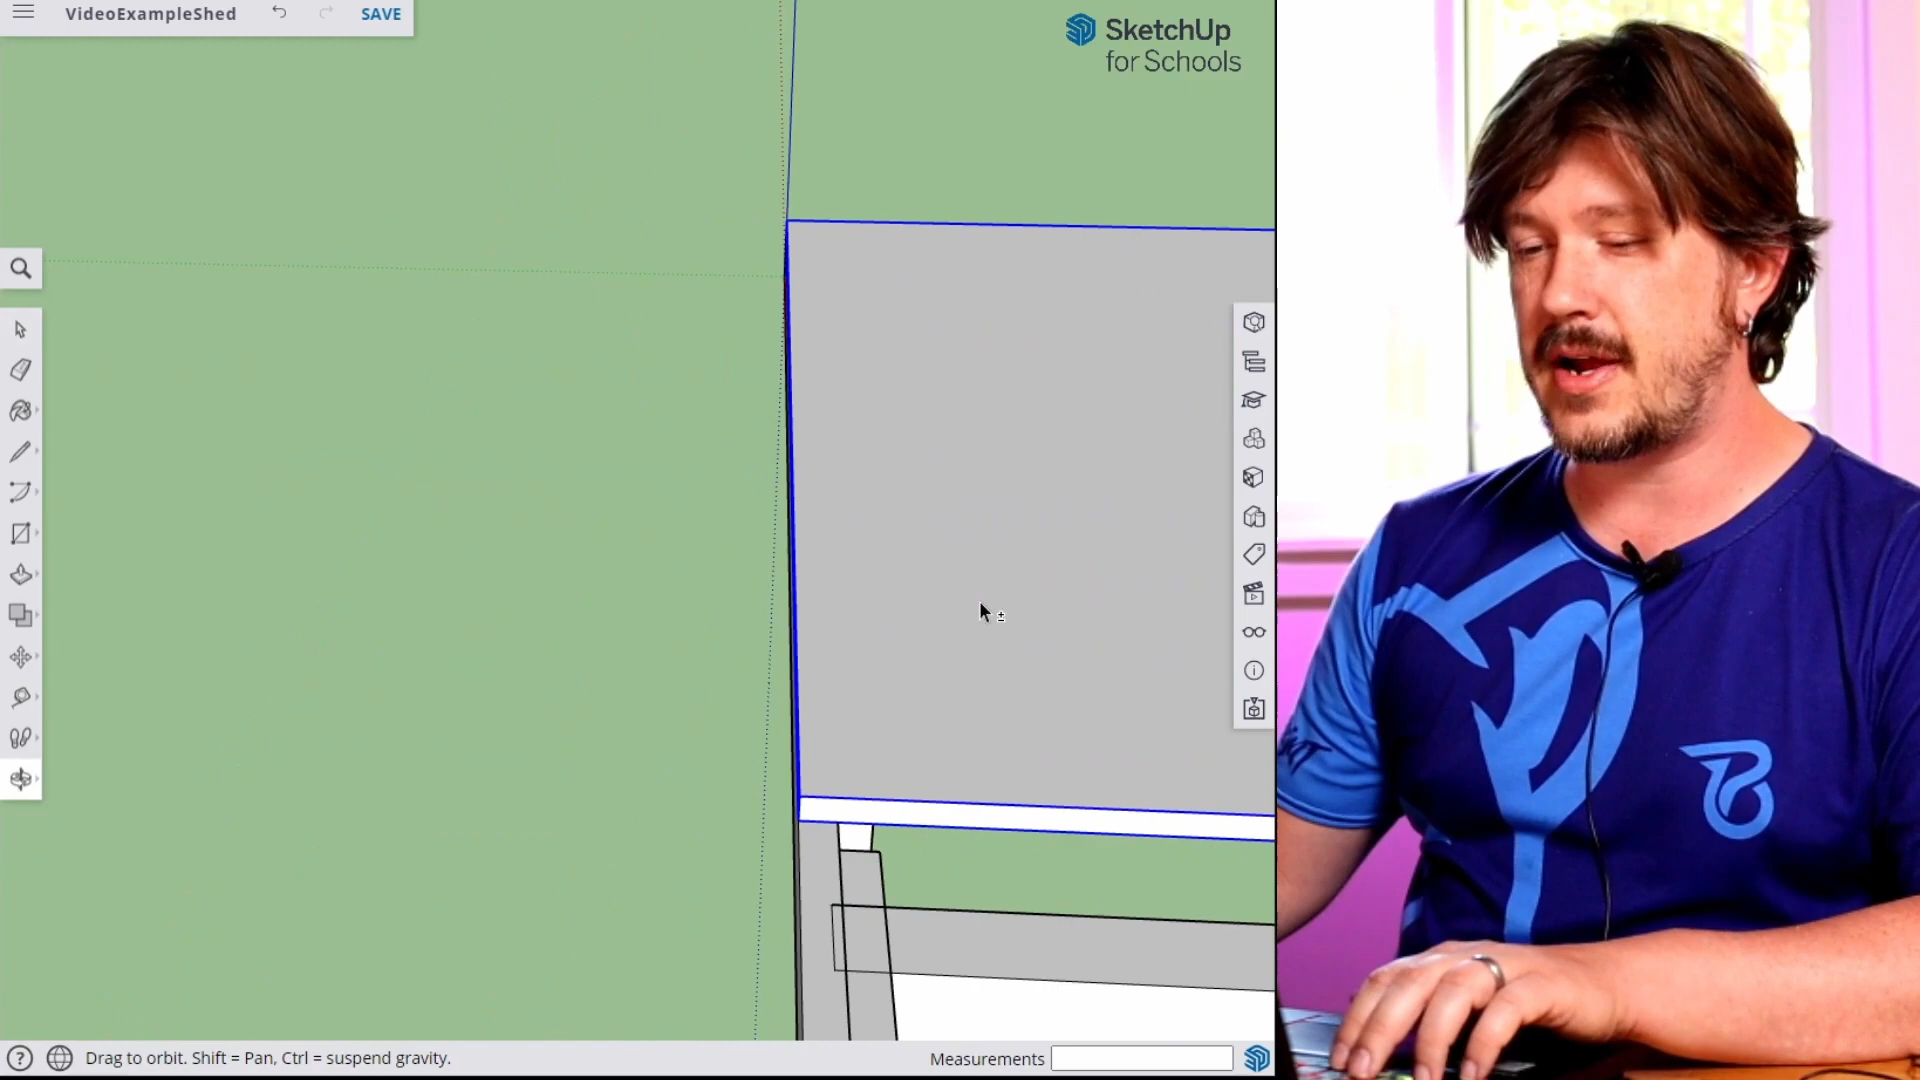 VideoExampleShed
SAVE
SketchUp
for Schools
Drag to orbit. Shift = Pan, Ctrl = suspend gravity.
Measurements